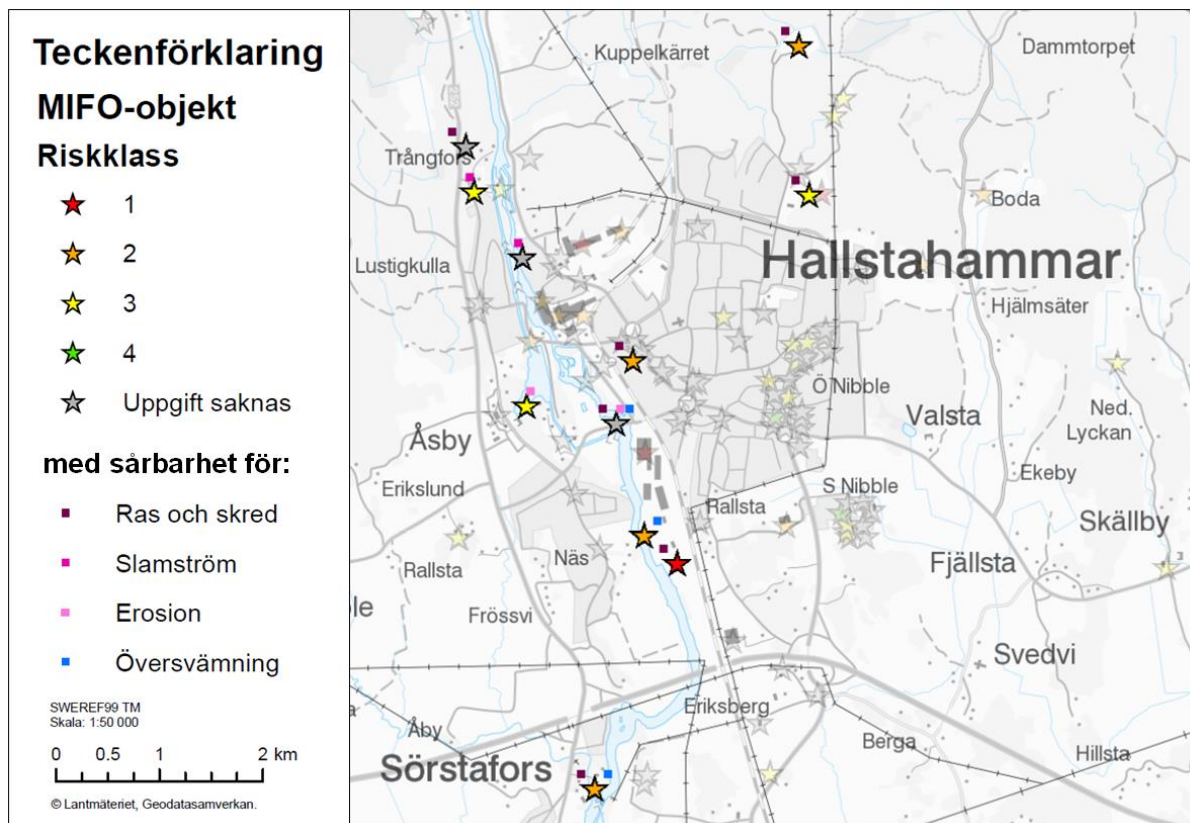 Teckenförklaring
MIFO-objekt
Riskklass
1
2
3
4
Uppgift saknas
med sårbarhet för:
Ras och skred
Slamström
Erosion
Översvämning
SWEREF99 TM
Skala: 1:50 000
0 0.5 1 2 km
© Lantmäteriet, Geodatasamverkan.
Kuppelkärret
Dammtorpet
Trångfors
Boda
Hallstahammar
Lustigkulla
Hjälmsäter
Ö Nibble
Valsta
Ned.
Lyckan
Åsby
Ekeby
Erikslund
S Nibble
Rallsta
Skällby
Näs
Rallsta
Fjällsta
le
Frössvi
Svedvi
a
Eriksberg
Åby
Berga
Hillsta
Sörstafors